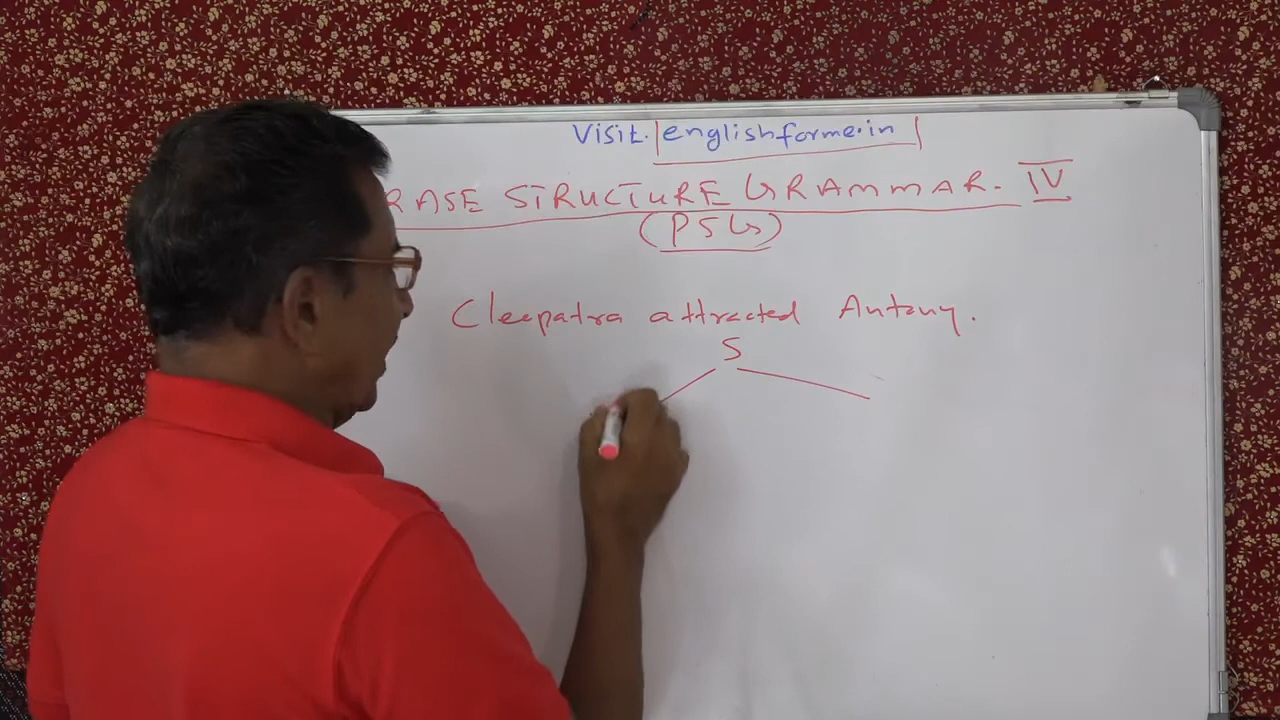 Visit. englishforme.in
RASE STRUCTURE GRAMMAR. IV
(PSG)
Cleopatra attracted Antony.
S